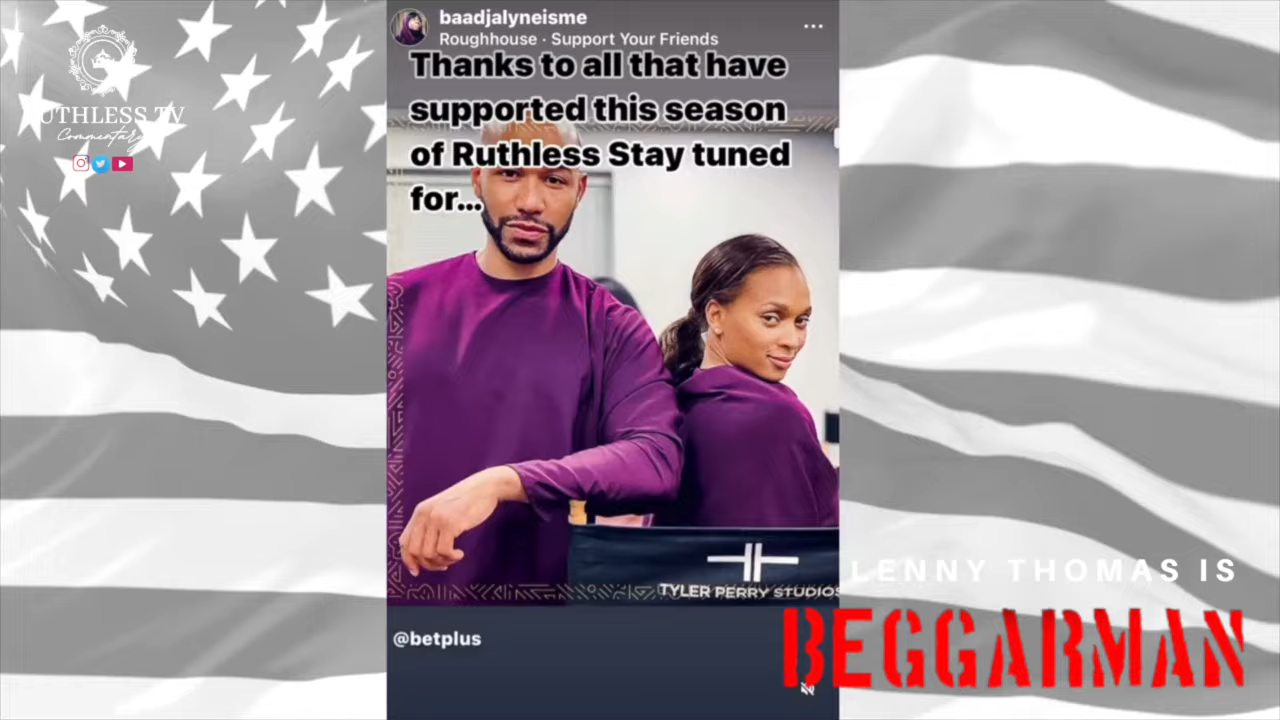 UTHLESS TV
Commentary
baadjalyneisme
Roughhouse · Support Your Friends
Thanks to all that have
supported this season
of Ruthless Stay tuned
for...
TYLER PERRY STUDIOS
@betplus
LENNY THOMAS IS
BEGGARMAN